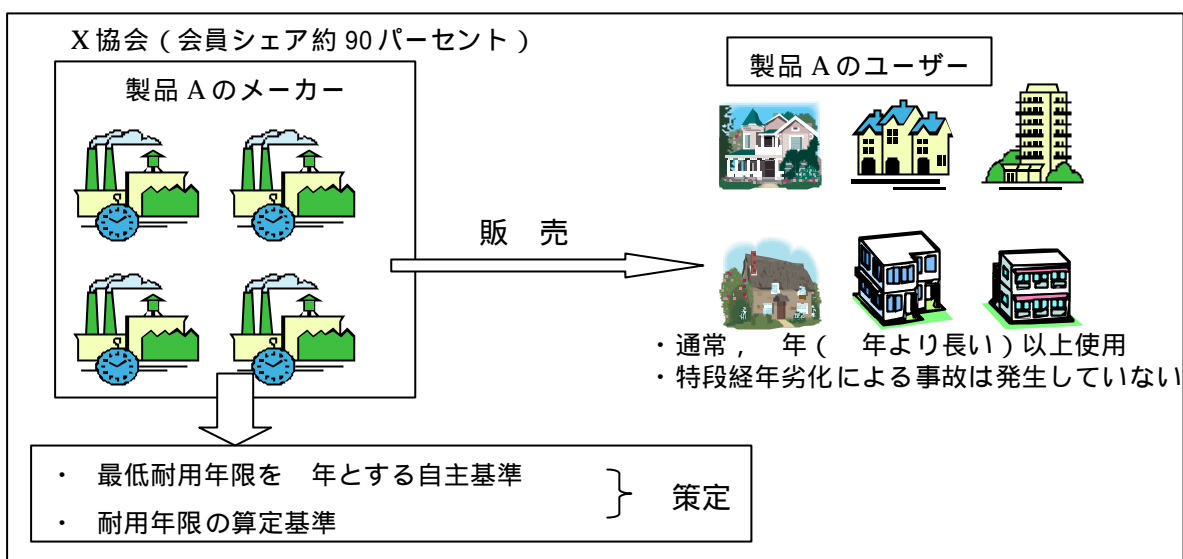 X協会(会員シェア約90パーセント)
製品Aのメーカー
製品Aのユーザー
販 売
・通常, 年( 年より長い)以上使用
・特段経年劣化による事故は発生していない
・ 最低耐用年限を 年とする自主基準
・ 耐用年限の算定基準
策定